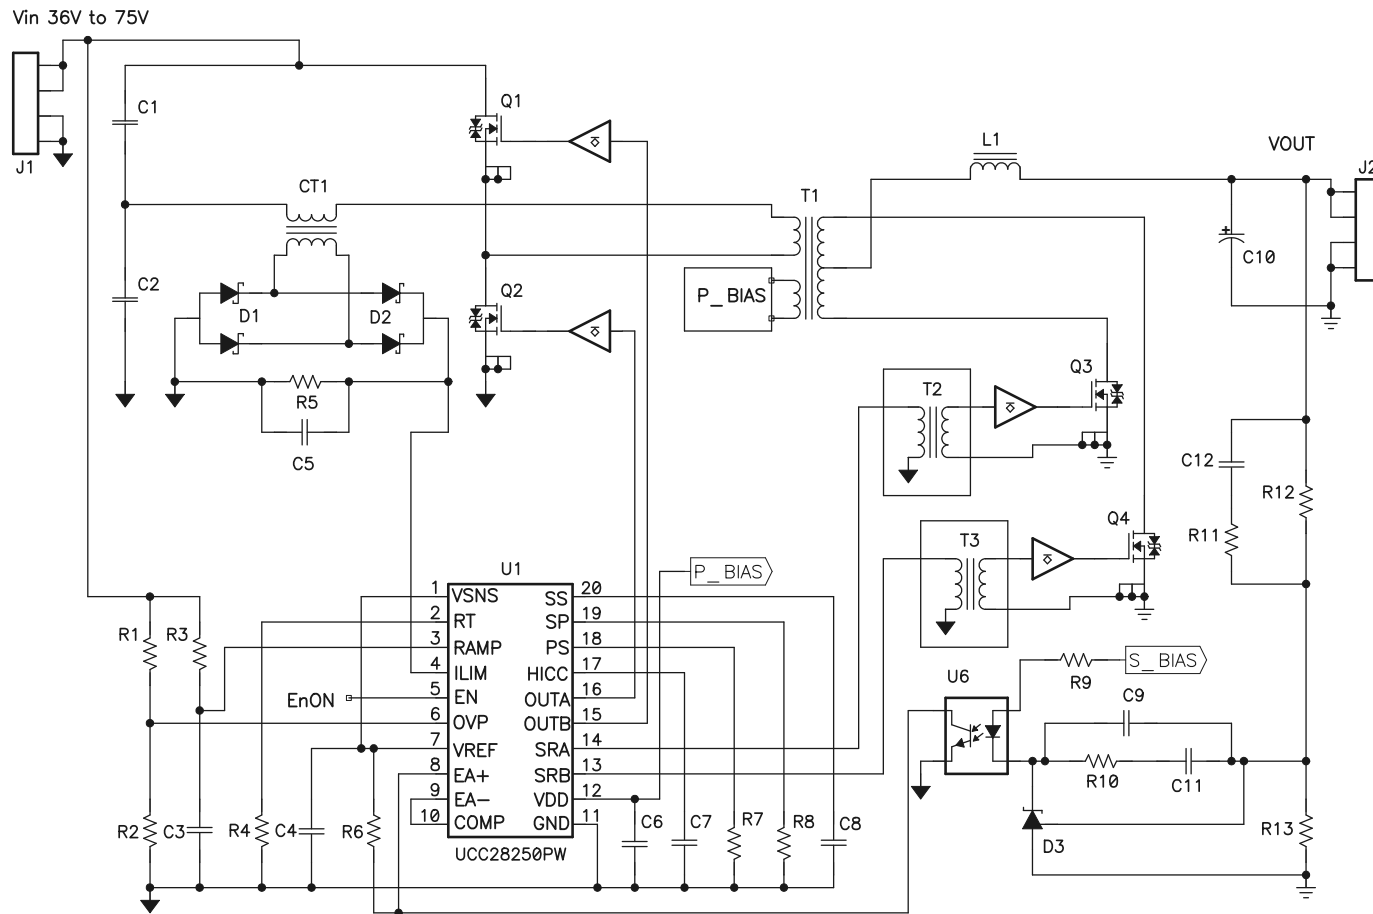 Vin 36V to 75V
J1
C1
Q1
CT1
C2
D1
D2
Q2
R5
C5
L1
VOUT
J2
T1
C10
P_BIAS
Q3
T2
C12
R12
R11
Q4
T3
P_BIAS
U1
1 VSNS SS 20
2 RT SP 19
3 RAMP PS 18
4 ILIM HICC 17
EnON 5 EN OUTA 16
6 OVP OUTB 15
7 VREF SRA 14
8 EA+ SRB 13
9 EA− VDD 12
10 COMP GND 11
UCC28250PW
R1
R3
R2
C3
R4
C4
R6
C6
C7
R7
R8
C8
U6
R9
S_BIAS
C9
R10
C11
D3
R13
+